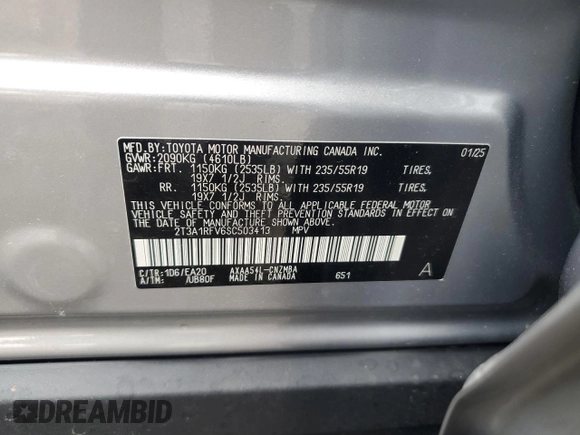 MFD.BY:TOYOTA MOTOR MANUFACTURING CANADA INC. 01/25
GVWR:2090KG (4610LB)
GAWR:FRT. 1150KG (2535LB) WITH 235/55R19 TIRES,
19X7 1/2J RIMS.
RR. 1150KG (2535LB) WITH 235/55R19 TIRES,
19X7 1/2J RIMS.
THIS VEHICLE CONFORMS TO ALL APPLICABLE FEDERAL MOTOR
VEHICLE SAFETY AND THEFT PREVENTION STANDARDS IN EFFECT
ON THE DATE OF MANUFACTURE SHOWN ABOVE.
2T3A1RFV6SC503413 MPV
C/TR:1D6/EA20 AXAA54L-CNZMBA A
A/TM: /UB80F MADE IN CANADA 651
DREAMBID